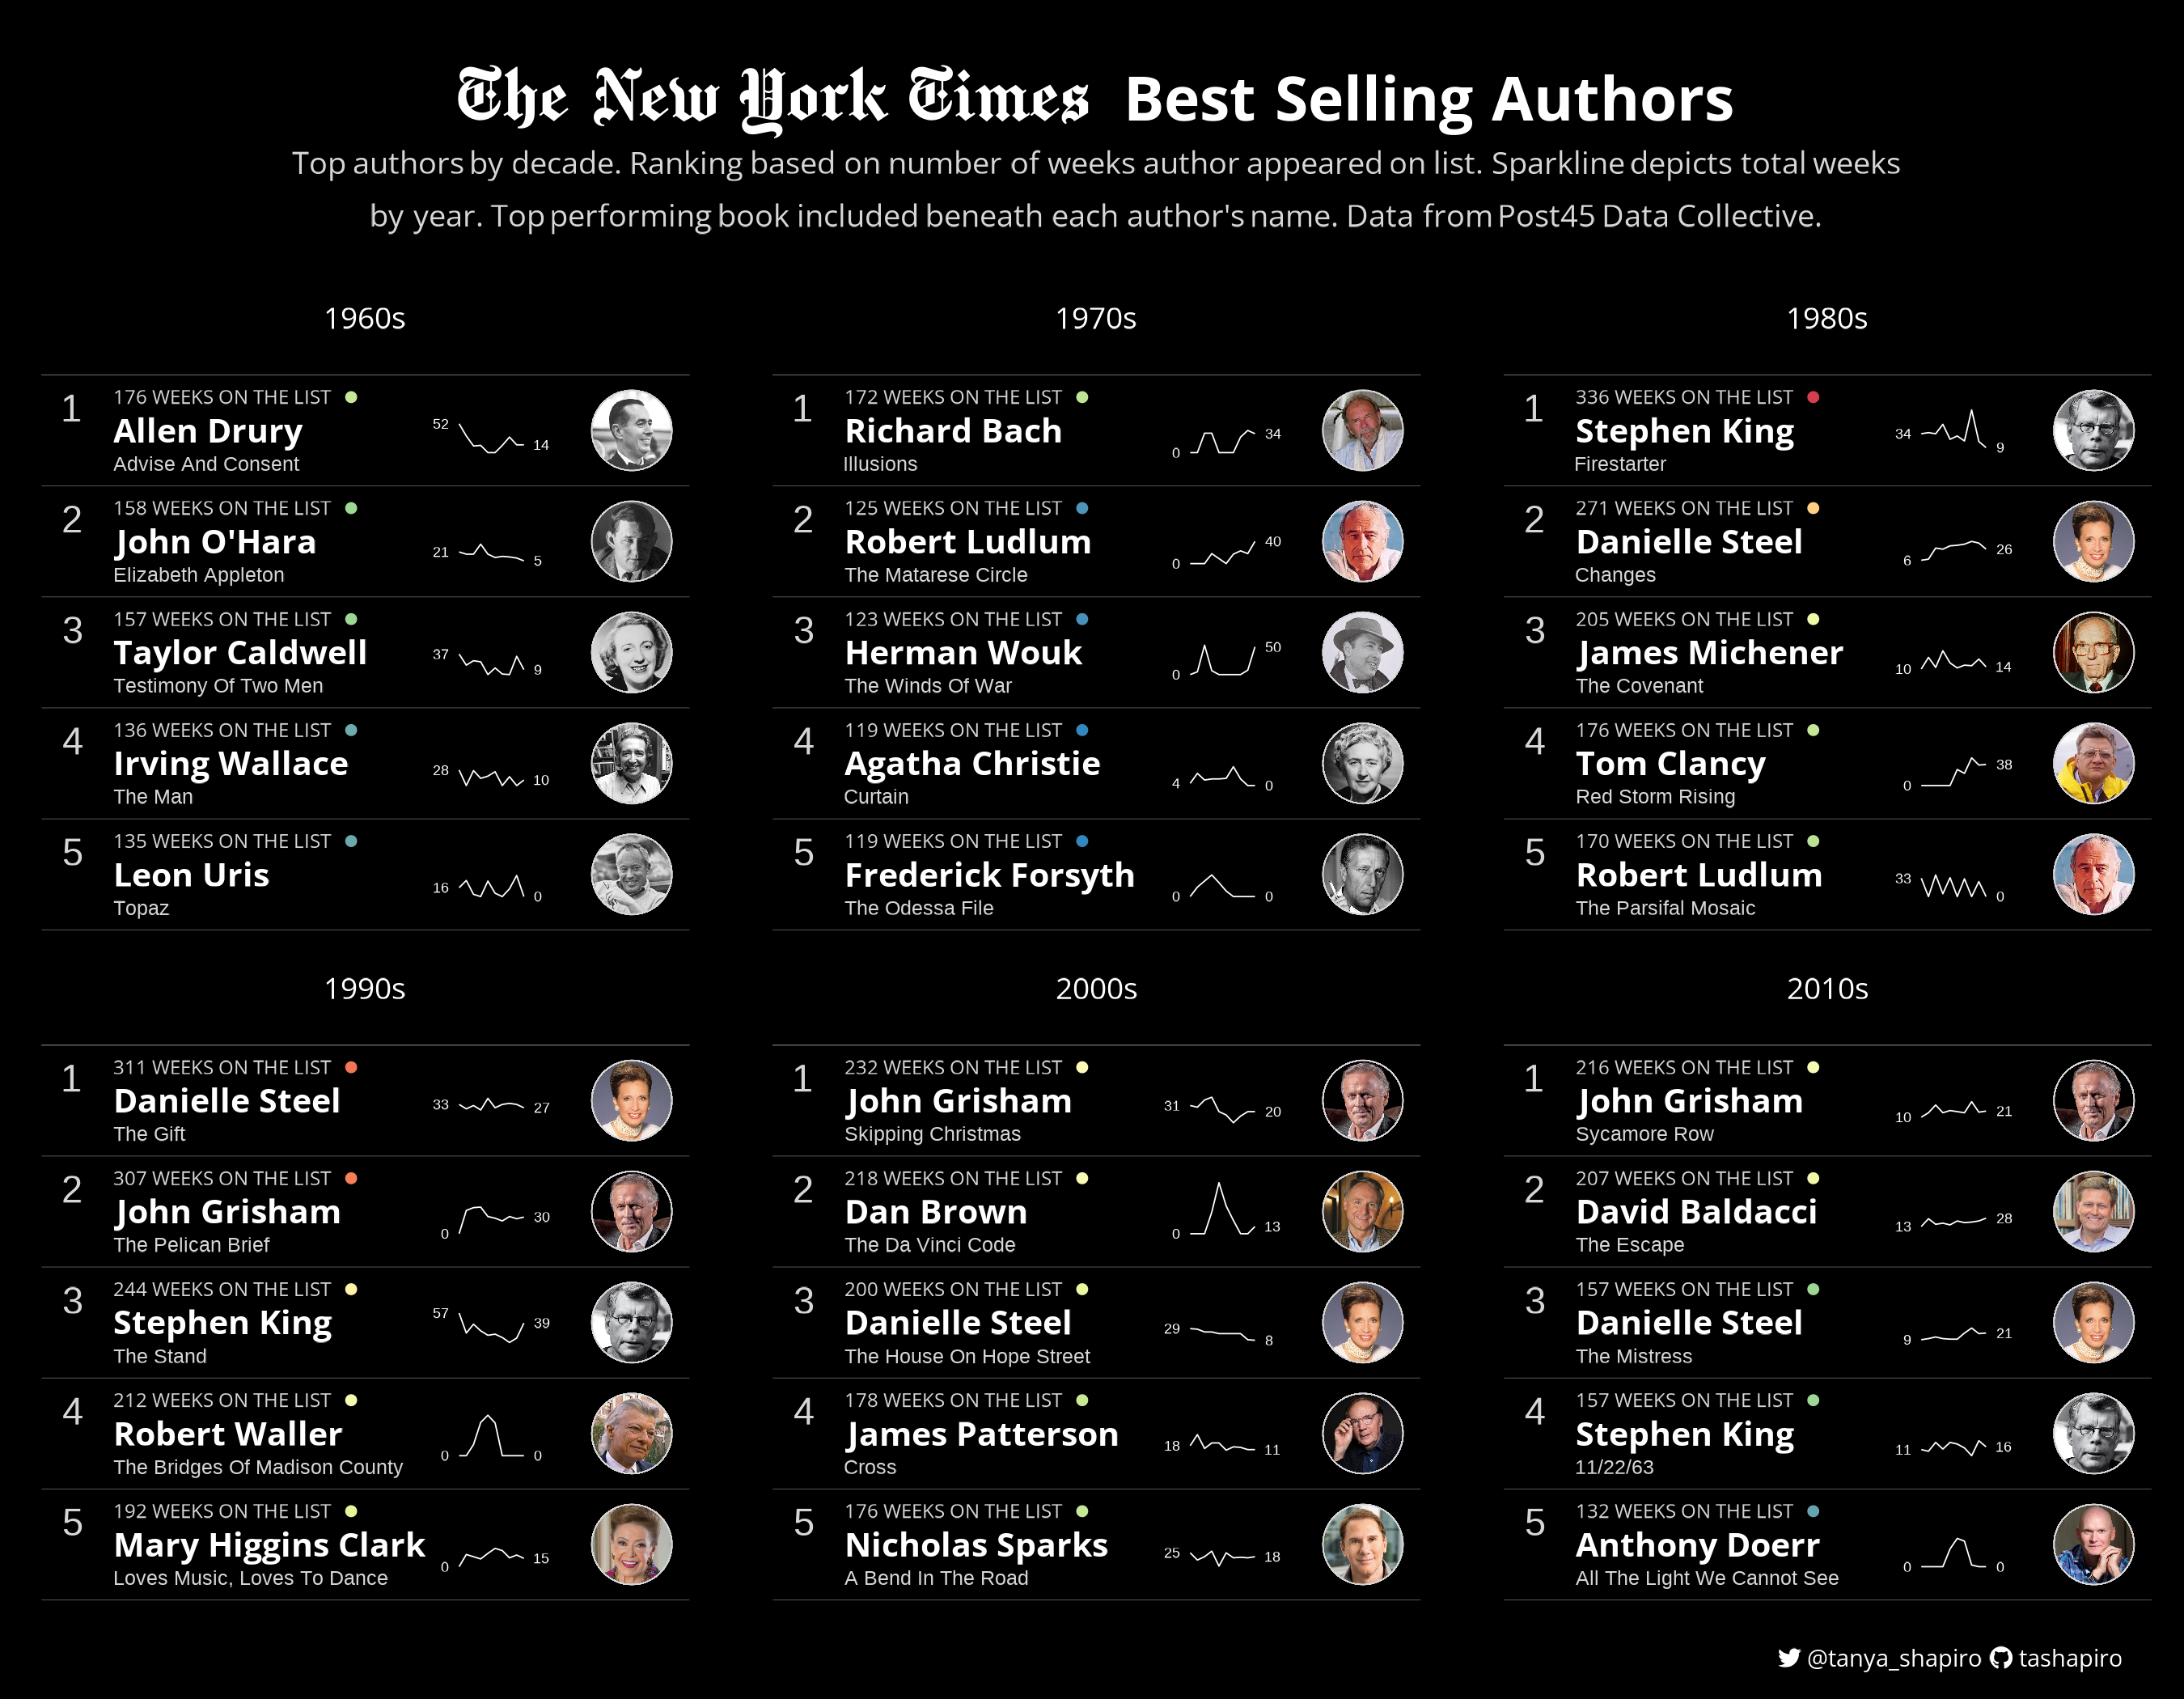 The New York Times Best Selling Authors
Top authors by decade. Ranking based on number of weeks author appeared on list. Sparkline depicts total weeks
by year. Top performing book included beneath each author's name. Data from Post45 Data Collective.
1960s
1
176 WEEKS ON THE LIST
Allen Drury
Advise And Consent
52
14
2
158 WEEKS ON THE LIST
John O'Hara
Elizabeth Appleton
21
5
3
157 WEEKS ON THE LIST
Taylor Caldwell
Testimony Of Two Men
37
9
4
136 WEEKS ON THE LIST
Irving Wallace
The Man
28
10
5
135 WEEKS ON THE LIST
Leon Uris
Topaz
16
0
1970s
1
172 WEEKS ON THE LIST
Richard Bach
Illusions
0
34
2
125 WEEKS ON THE LIST
Robert Ludlum
The Matarese Circle
0
40
3
123 WEEKS ON THE LIST
Herman Wouk
The Winds Of War
0
50
4
119 WEEKS ON THE LIST
Agatha Christie
Curtain
4
0
5
119 WEEKS ON THE LIST
Frederick Forsyth
The Odessa File
0
0
1980s
1
336 WEEKS ON THE LIST
Stephen King
Firestarter
34
9
2
271 WEEKS ON THE LIST
Danielle Steel
Changes
6
26
3
205 WEEKS ON THE LIST
James Michener
The Covenant
10
14
4
176 WEEKS ON THE LIST
Tom Clancy
Red Storm Rising
0
38
5
170 WEEKS ON THE LIST
Robert Ludlum
The Parsifal Mosaic
33
0
1990s
1
311 WEEKS ON THE LIST
Danielle Steel
The Gift
33
27
2
307 WEEKS ON THE LIST
John Grisham
The Pelican Brief
0
30
3
244 WEEKS ON THE LIST
Stephen King
The Stand
57
39
4
212 WEEKS ON THE LIST
Robert Waller
The Bridges Of Madison County
0
0
5
192 WEEKS ON THE LIST
Mary Higgins Clark
Loves Music, Loves To Dance
0
15
2000s
1
232 WEEKS ON THE LIST
John Grisham
Skipping Christmas
31
20
2
218 WEEKS ON THE LIST
Dan Brown
The Da Vinci Code
0
13
3
200 WEEKS ON THE LIST
Danielle Steel
The House On Hope Street
29
8
4
178 WEEKS ON THE LIST
James Patterson
Cross
18
11
5
176 WEEKS ON THE LIST
Nicholas Sparks
A Bend In The Road
25
18
2010s
1
216 WEEKS ON THE LIST
John Grisham
Sycamore Row
10
21
2
207 WEEKS ON THE LIST
David Baldacci
The Escape
13
28
3
157 WEEKS ON THE LIST
Danielle Steel
The Mistress
9
21
4
157 WEEKS ON THE LIST
Stephen King
11/22/63
11
16
5
132 WEEKS ON THE LIST
Anthony Doerr
All The Light We Cannot See
0
0
@tanya_shapiro tashapiro